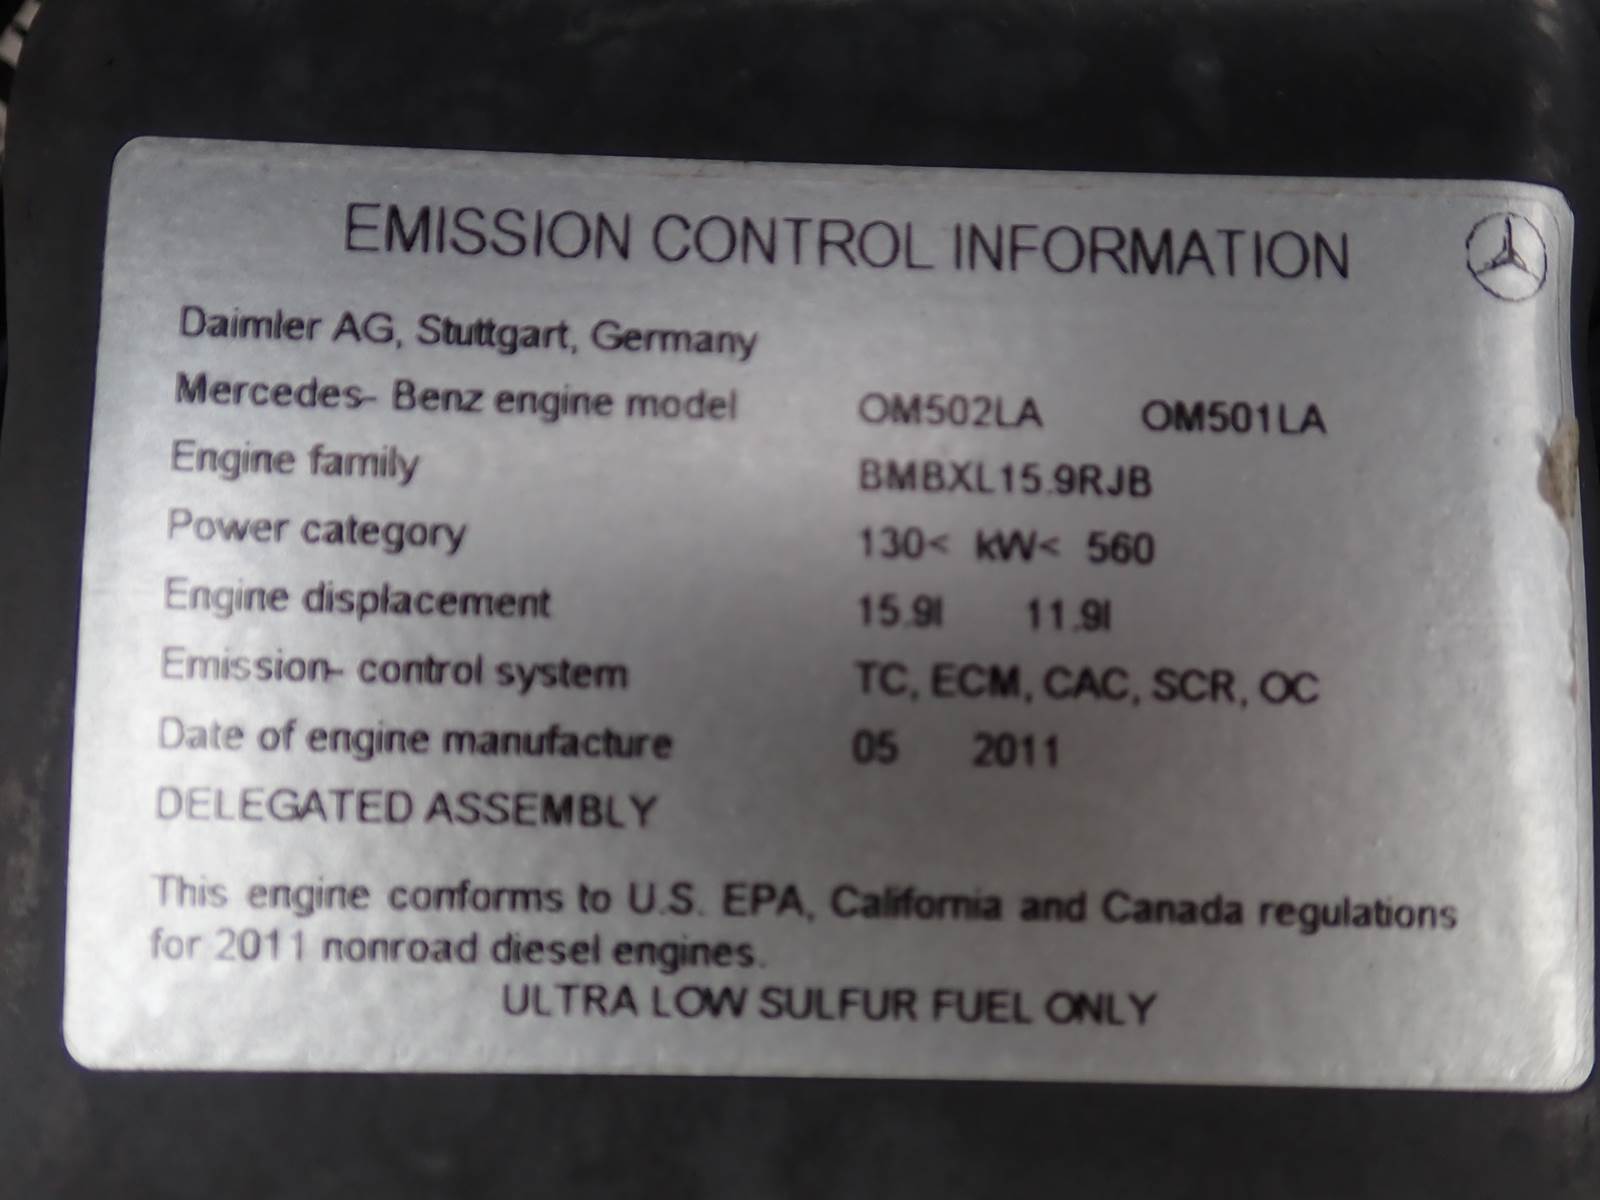 EMISSION CONTROL INFORMATION
Daimler AG, Stuttgart, Germany
Mercedes- Benz engine model OM502LA OM501LA
Engine family BMBXL15.9RJB
Power category 130< kW< 560
Engine displacement 15.9l 11.9l
Emission- control system TC, ECM, CAC, SCR, OC
Date of engine manufacture 05 2011
DELEGATED ASSEMBLY
This engine conforms to U.S. EPA, California and Canada regulations
for 2011 nonroad diesel engines.
ULTRA LOW SULFUR FUEL ONLY